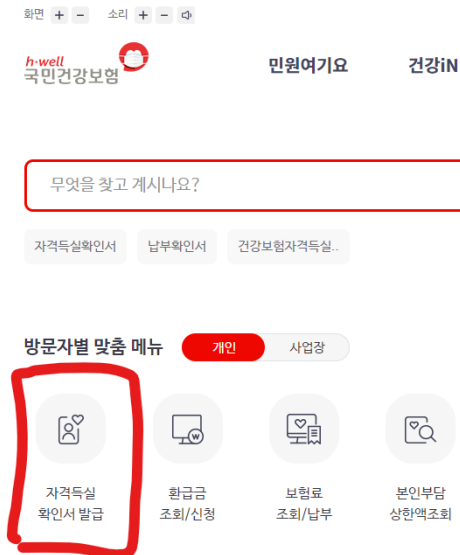 화면 + − 소리 + −
h·well
국민건강보험
민원여기요 건강iN
무엇을 찾고 계시나요?
자격득실확인서 납부확인서 건강보험자격득실..
방문자별 맞춤 메뉴 개인 사업장
자격득실 환급금 보험료 본인부담
확인서 발급 조회/신청 조회/납부 상한액조회